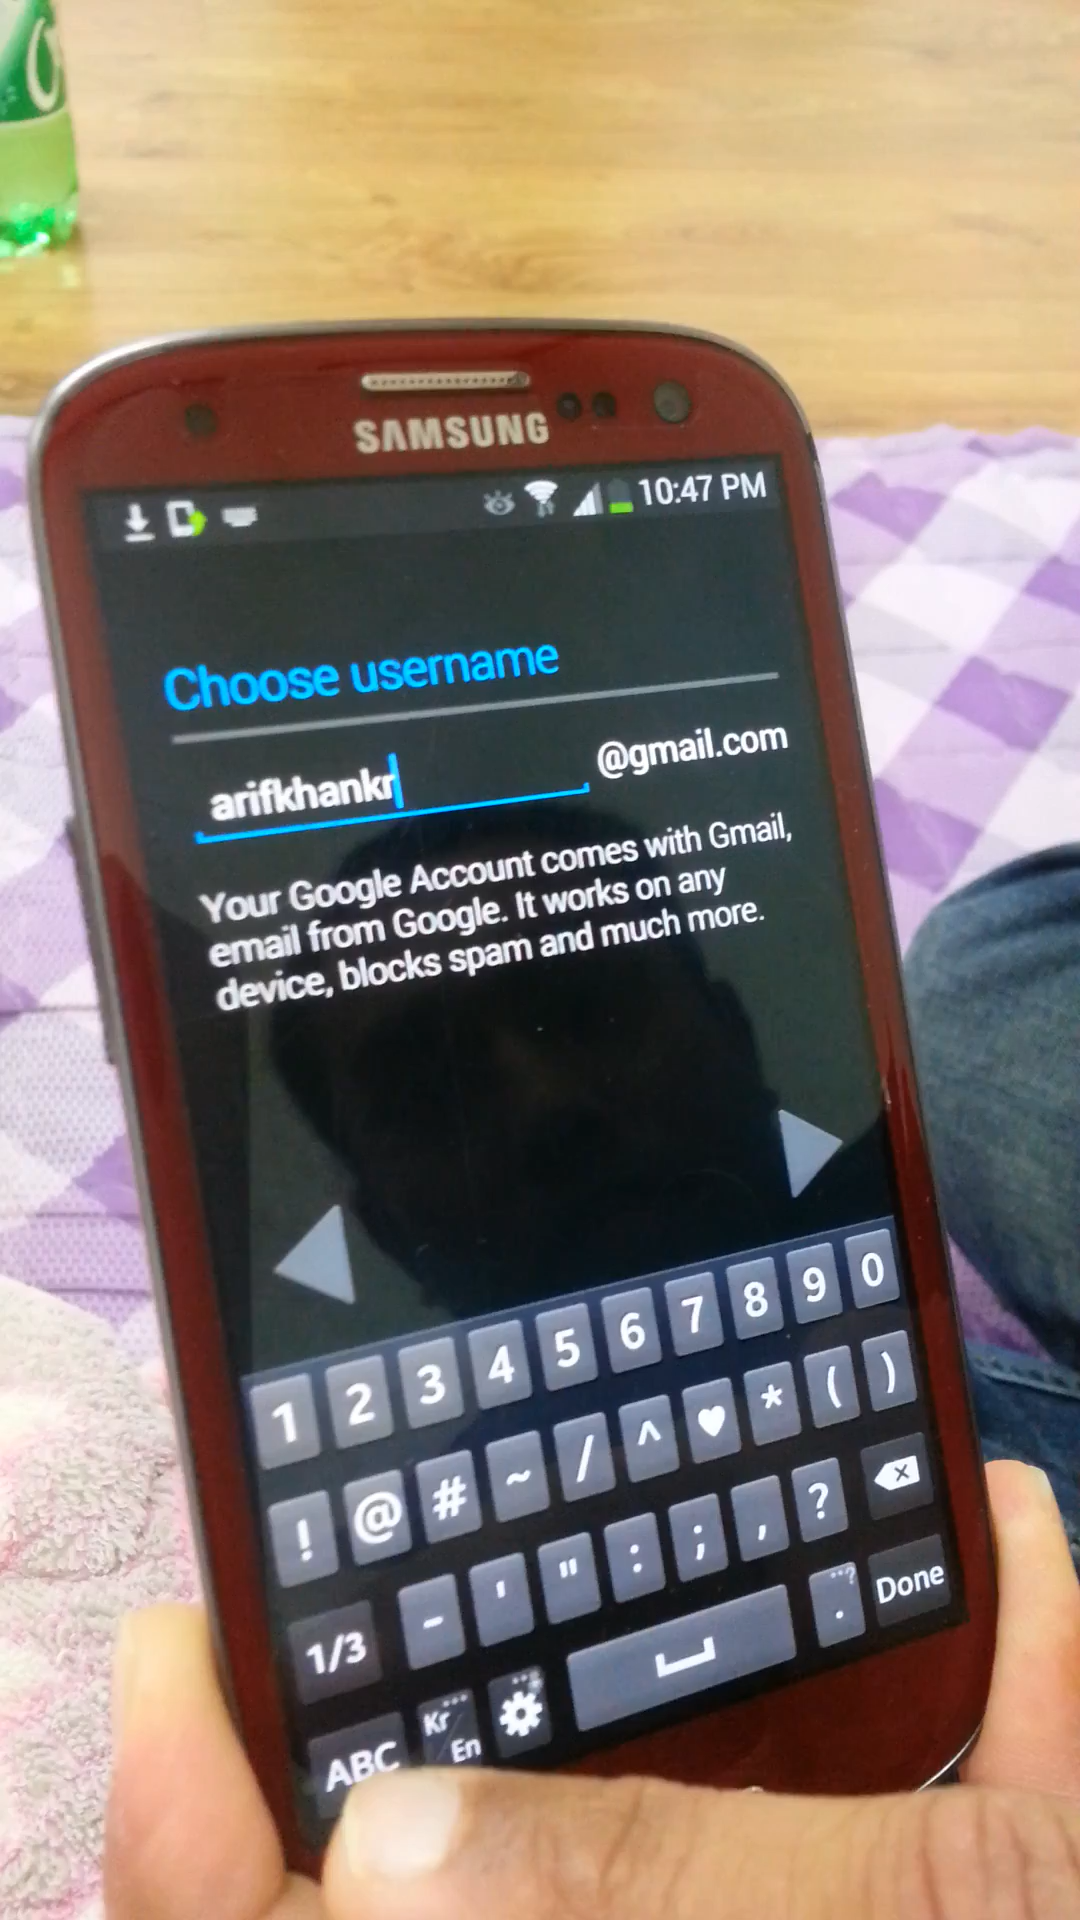 SAMSUNG
10:47 PM
Choose username
arifkhankr
@gmail.com
Your Google Account comes with Gmail,
email from Google. It works on any
device, blocks spam and much more.
1 2 3 4 5 6 7 8 9 0
! @ # ~ / ^ ♥ * ( )
1/3 - ' " : ; , ?
ABC Kr En . ? Done